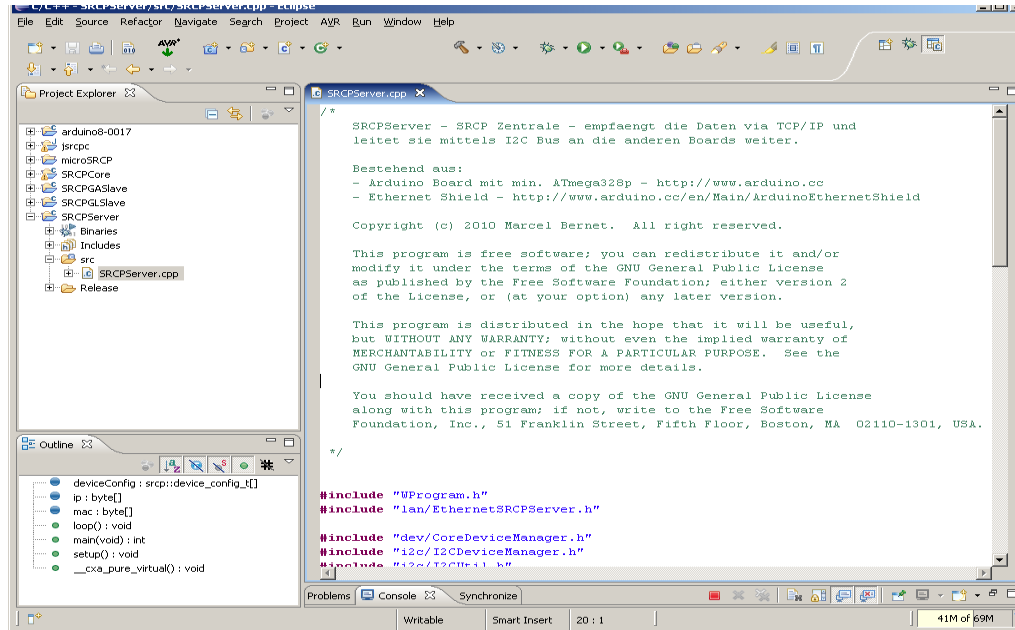 C/C++ - SRCPServer/src/SRCPServer.cpp - Eclipse
File Edit Source Refactor Navigate Search Project AVR Run Window Help
AVR
Project Explorer
arduino8-0017
jsrcpc
microSRCP
SRCPCore
SRCPGASlave
SRCPGLSlave
SRCPServer
Binaries
Includes
src
SRCPServer.cpp
Release
Outline
deviceConfig : srcp::device_config_t[]
ip : byte[]
mac : byte[]
loop() : void
main(void) : int
setup() : void
__cxa_pure_virtual() : void
SRCPServer.cpp
/*
SRCPServer - SRCP Zentrale - empfaengt die Daten via TCP/IP und
leitet sie mittels I2C Bus an die anderen Boards weiter.
Bestehend aus:
- Arduino Board mit min. ATmega328p - http://www.arduino.cc
- Ethernet Shield - http://www.arduino.cc/en/Main/ArduinoEthernetShield
Copyright (c) 2010 Marcel Bernet.  All right reserved.
This program is free software; you can redistribute it and/or
modify it under the terms of the GNU General Public License
as published by the Free Software Foundation; either version 2
of the License, or (at your option) any later version.
This program is distributed in the hope that it will be useful,
but WITHOUT ANY WARRANTY; without even the implied warranty of
MERCHANTABILITY or FITNESS FOR A PARTICULAR PURPOSE.  See the
GNU General Public License for more details.
You should have received a copy of the GNU General Public License
along with this program; if not, write to the Free Software
Foundation, Inc., 51 Franklin Street, Fifth Floor, Boston, MA  02110-1301, USA.
*/
#include "WProgram.h"
#include "lan/EthernetSRCPServer.h"
#include "dev/CoreDeviceManager.h"
#include "i2c/I2CDeviceManager.h"
#include "i2c/I2CUtil.h"
Problems Console Synchronize
Writable Smart Insert 20 : 1 41M of 69M